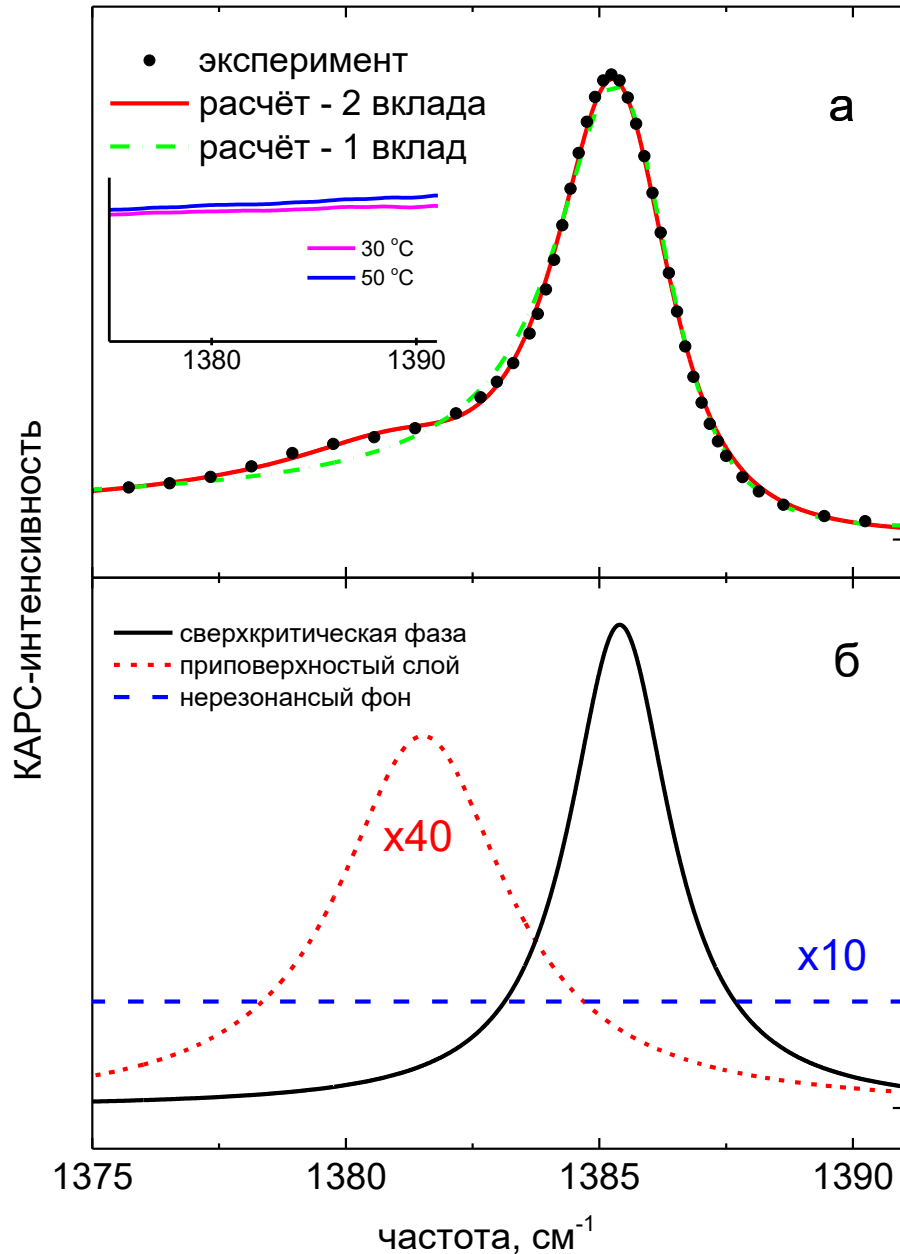 эксперимент
расчёт - 2 вклада
расчёт - 1 вклад
а
30 °C
50 °C
1380 1390
КАРС-интенсивность
сверхкритическая фаза
приповерхностый слой
нерезонансый фон
б
x40
x10
1375 1380 1385 1390
частота, см⁻¹